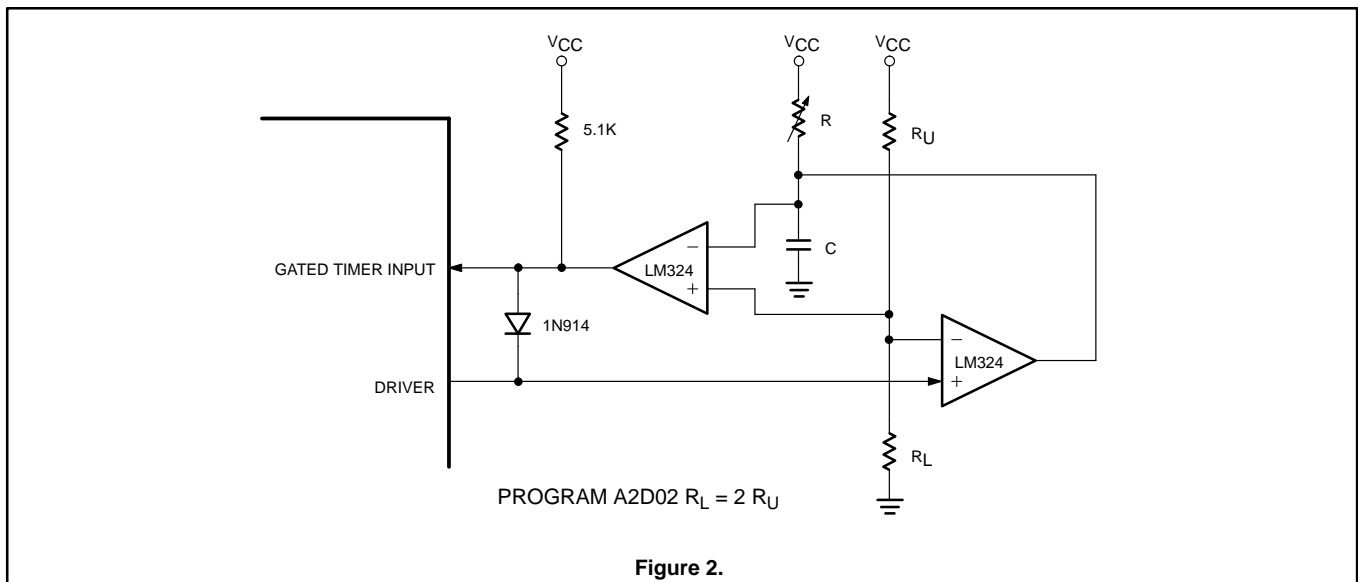 VCC
VCC
VCC
5.1K
R
RU
−
LM324
+
C
GATED TIMER INPUT
1N914
−
LM324
+
DRIVER
RL
PROGRAM A2D02 RL = 2 RU
Figure 2.